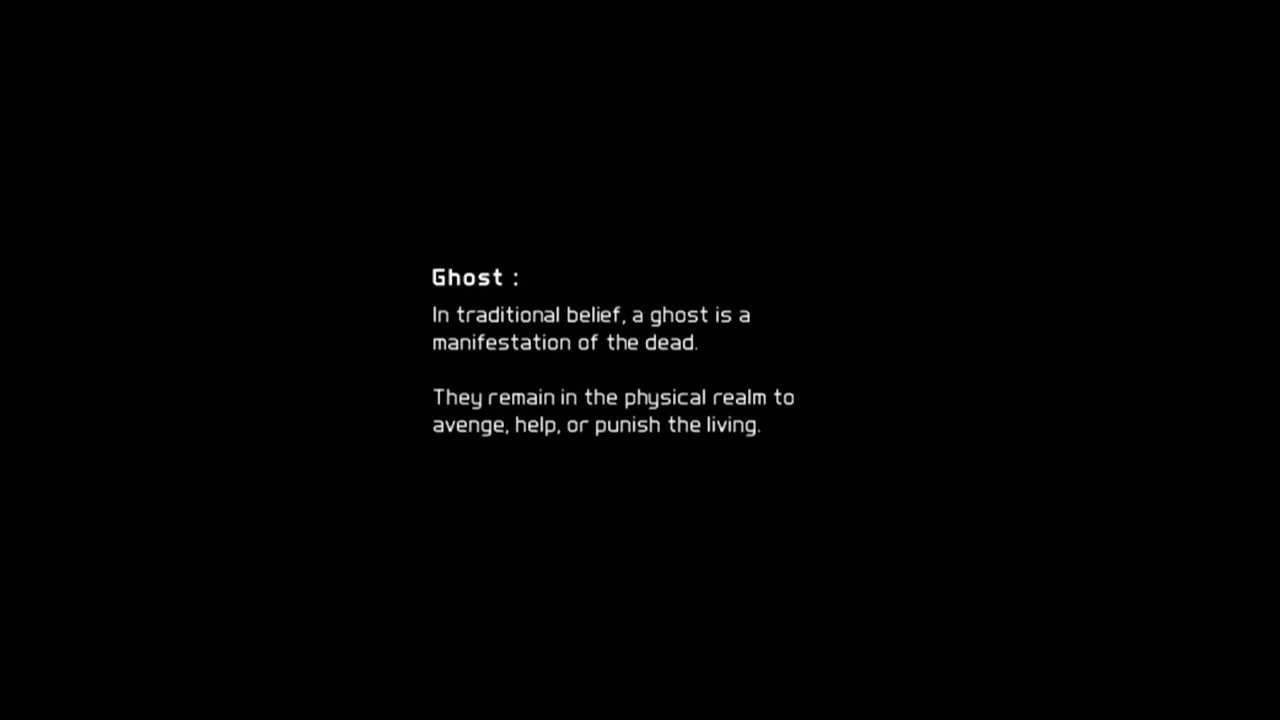 Ghost :
In traditional belief, a ghost is a
manifestation of the dead.
They remain in the physical realm to
avenge, help, or punish the living.